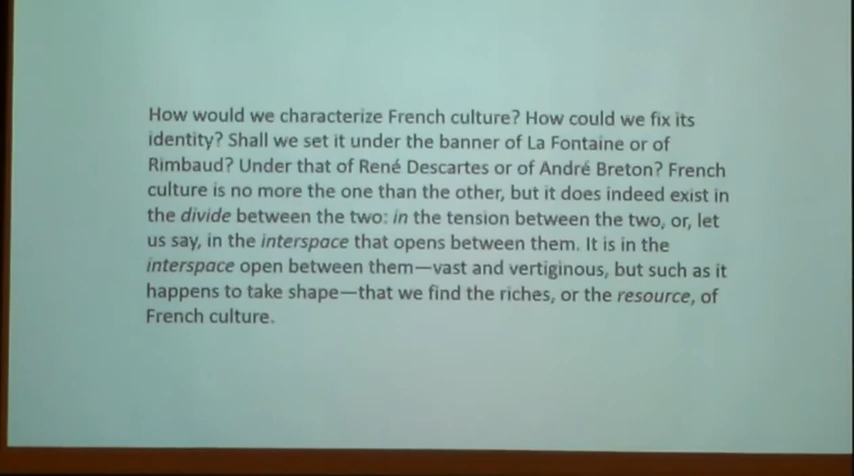 How would we characterize French culture? How could we fix its
identity? Shall we set it under the banner of La Fontaine or of
Rimbaud? Under that of René Descartes or of André Breton? French
culture is no more the one than the other, but it does indeed exist in
the divide between the two: in the tension between the two, or, let
us say, in the interspace that opens between them. It is in the
interspace open between them—vast and vertiginous, but such as it
happens to take shape—that we find the riches, or the resource, of
French culture.